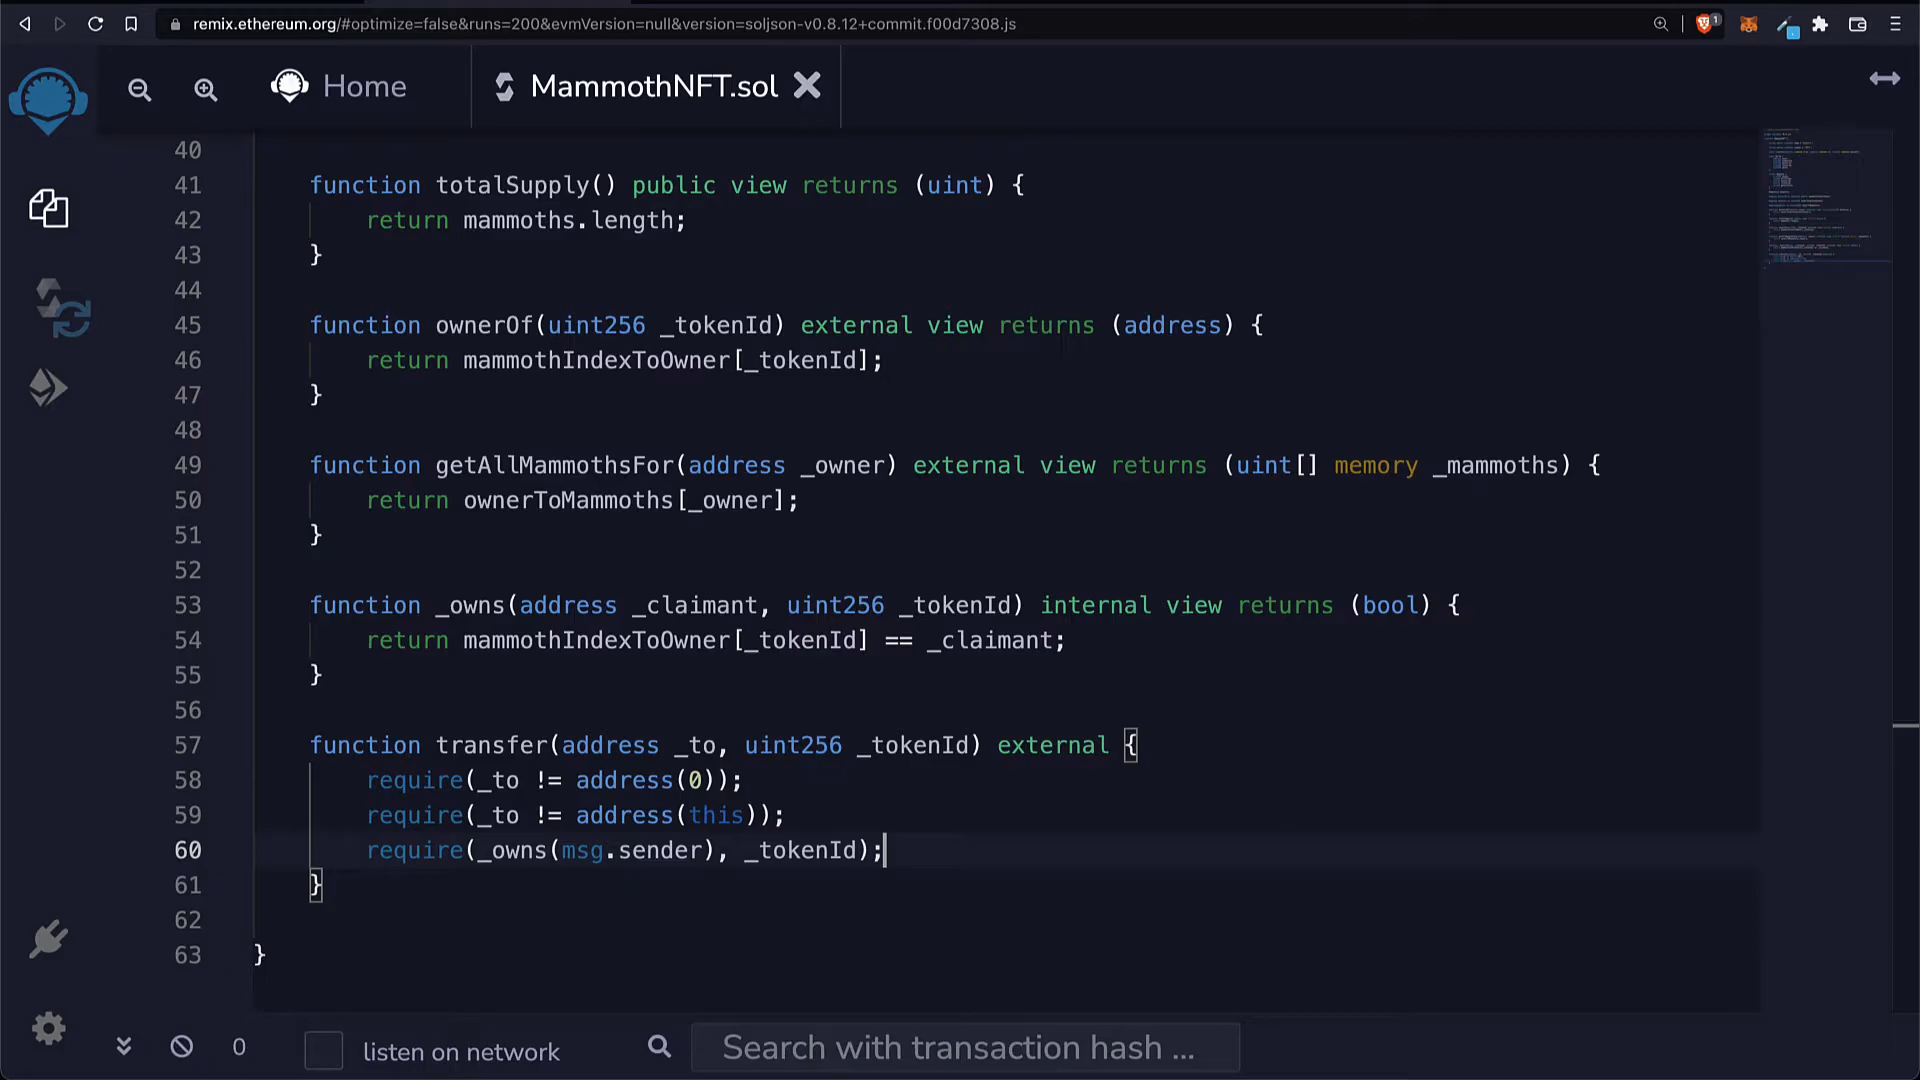 remix.ethereum.org/#optimize=false&runs=200&evmVersion=null&version=soljson-v0.8.12+commit.f00d7308.js
1
Home
MammothNFT.sol
40
41 function totalSupply() public view returns (uint) {
42 return mammoths.length;
43 }
44
45 function ownerOf(uint256 _tokenId) external view returns (address) {
46 return mammothIndexToOwner[_tokenId];
47 }
48
49 function getAllMammothsFor(address _owner) external view returns (uint[] memory _mammoths) {
50 return ownerToMammoths[_owner];
51 }
52
53 function _owns(address _claimant, uint256 _tokenId) internal view returns (bool) {
54 return mammothIndexToOwner[_tokenId] == _claimant;
55 }
56
57 function transfer(address _to, uint256 _tokenId) external {
58 require(_to != address(0));
59 require(_to != address(this));
60 require(_owns(msg.sender), _tokenId);
61 }
62
63 }
0 listen on network Search with transaction hash ...